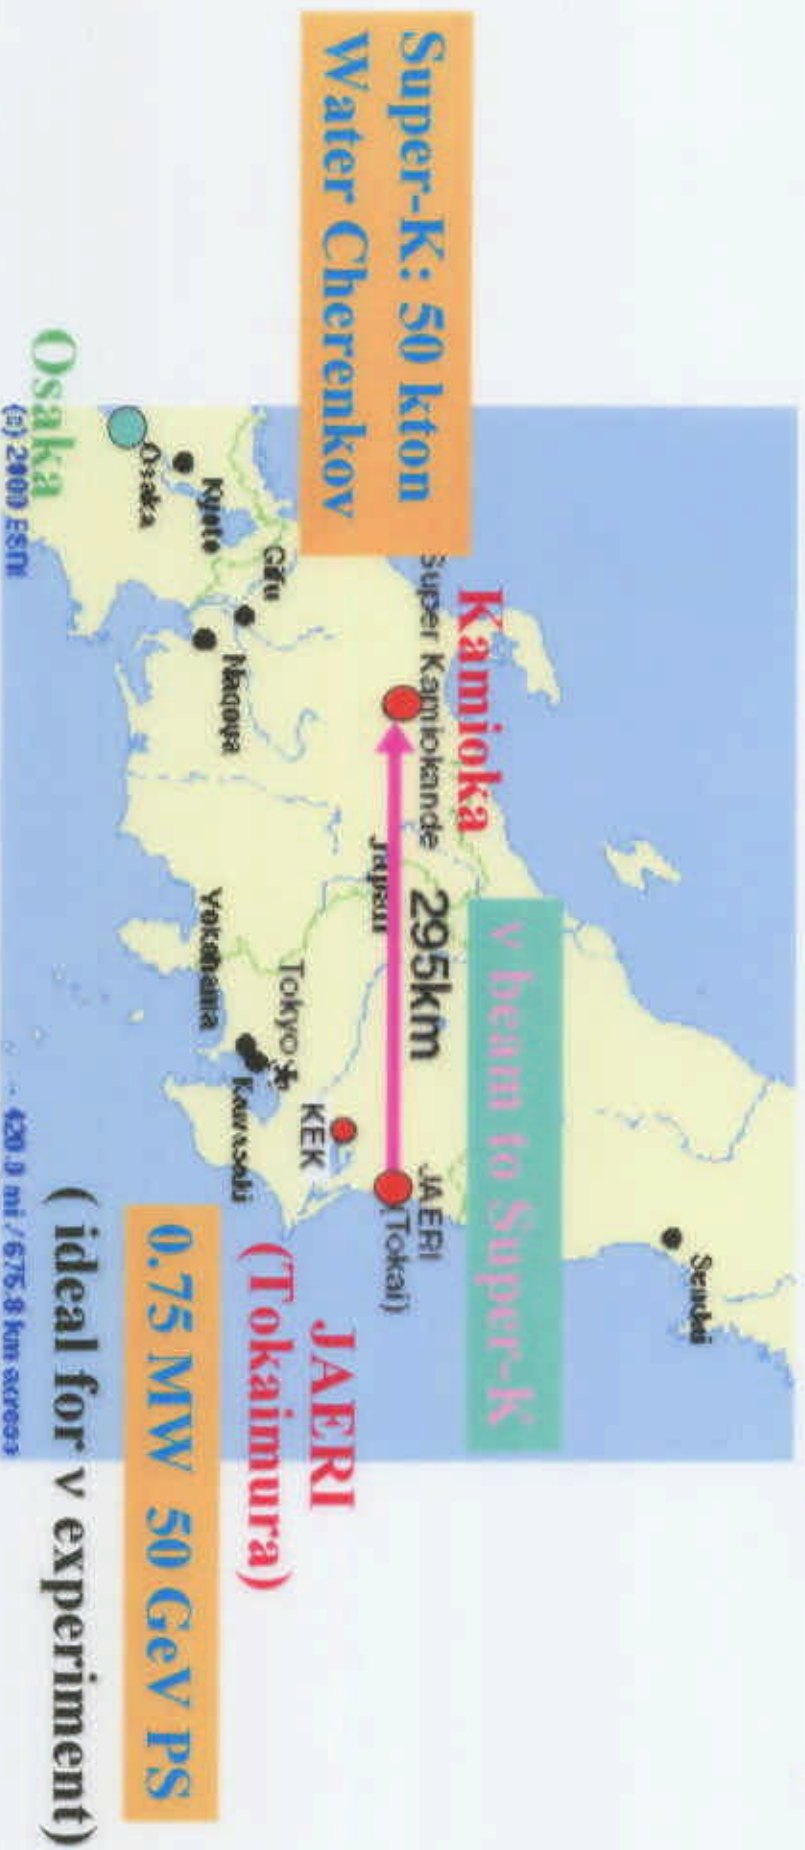 Super-K: 50 kton
Water Cherenkov
ν beam to Super-K
Kamioka
Super Kamiokande
295km
Japan
JAERI
(Tokai)
Sendai
KEK
Tokyo
Kawasaki
Yokohama
Gifu
Nagoya
Kyoto
Osaka
Osaka
JAERI
(Tokaimura)
0.75 MW 50 GeV PS
( ideal for ν experiment)
(c) 2000 ESRI
420.0 mi / 675.8 km across